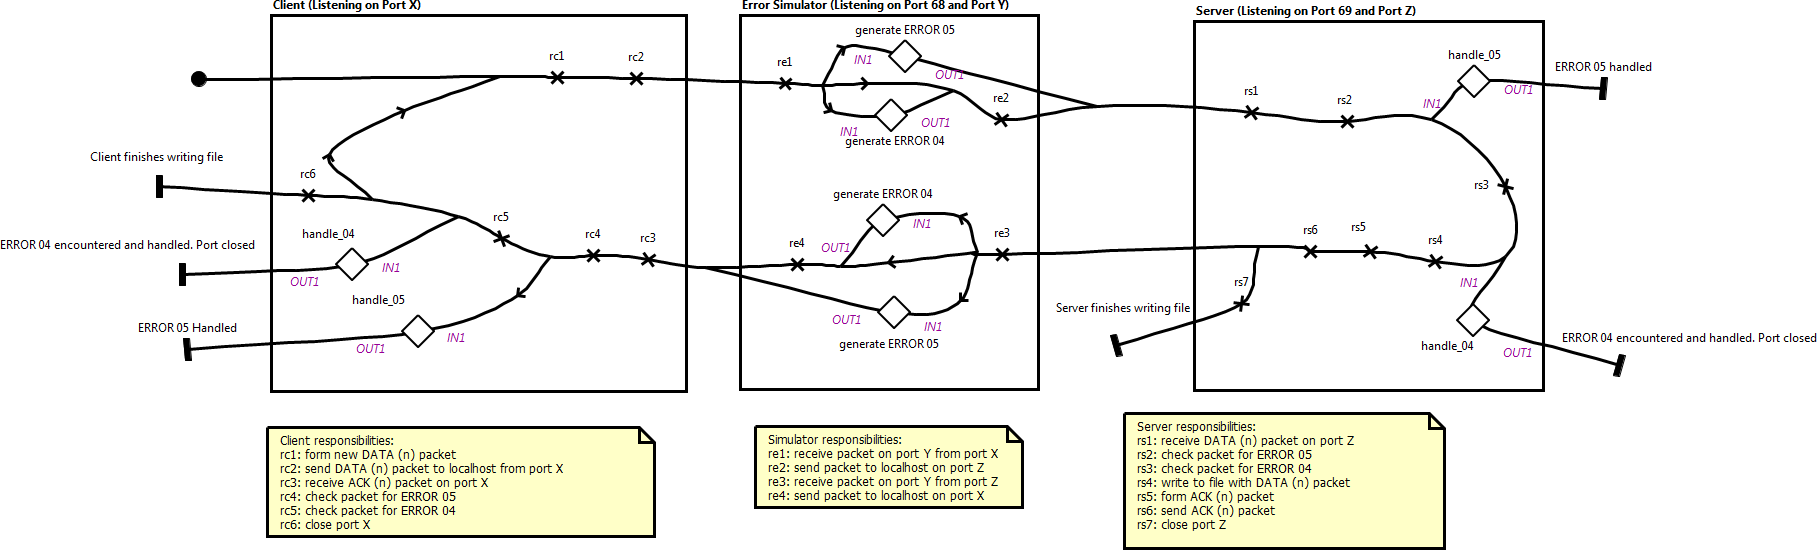 Client (Listening on Port X)
rc1
rc2
rc6
Client finishes writing file
rc5
rc4
rc3
handle_04
IN1
OUT1
ERROR 04 encountered and handled. Port closed
handle_05
IN1
OUT1
ERROR 05 Handled
Error Simulator (Listening on Port 68 and Port Y)
generate ERROR 05
IN1
OUT1
re1
re2
IN1
OUT1
generate ERROR 04
generate ERROR 04
IN1
OUT1
re4
re3
OUT1
IN1
generate ERROR 05
Server (Listening on Port 69 and Port Z)
handle_05
ERROR 05 handled
IN1
OUT1
rs1
rs2
rs3
rs6
rs5
rs4
rs7
Server finishes writing file
IN1
handle_04
OUT1
ERROR 04 encountered and handled. Port closed
Client responsibilities:
rc1: form new DATA (n) packet
rc2: send DATA (n) packet to localhost from port X
rc3: receive ACK (n) packet on port X
rc4: check packet for ERROR 05
rc5: check packet for ERROR 04
rc6: close port X
Simulator responsibilities:
re1: receive packet on port Y from port X
re2: send packet to localhost on port Z
re3: receive packet on port Y from port Z
re4: send packet to localhost on port X
Server responsibilities:
rs1: receive DATA (n) packet on port Z
rs2: check packet for ERROR 05
rs3: check packet for ERROR 04
rs4: write to file with DATA (n) packet
rs5: form ACK (n) packet
rs6: send ACK (n) packet
rs7: close port Z